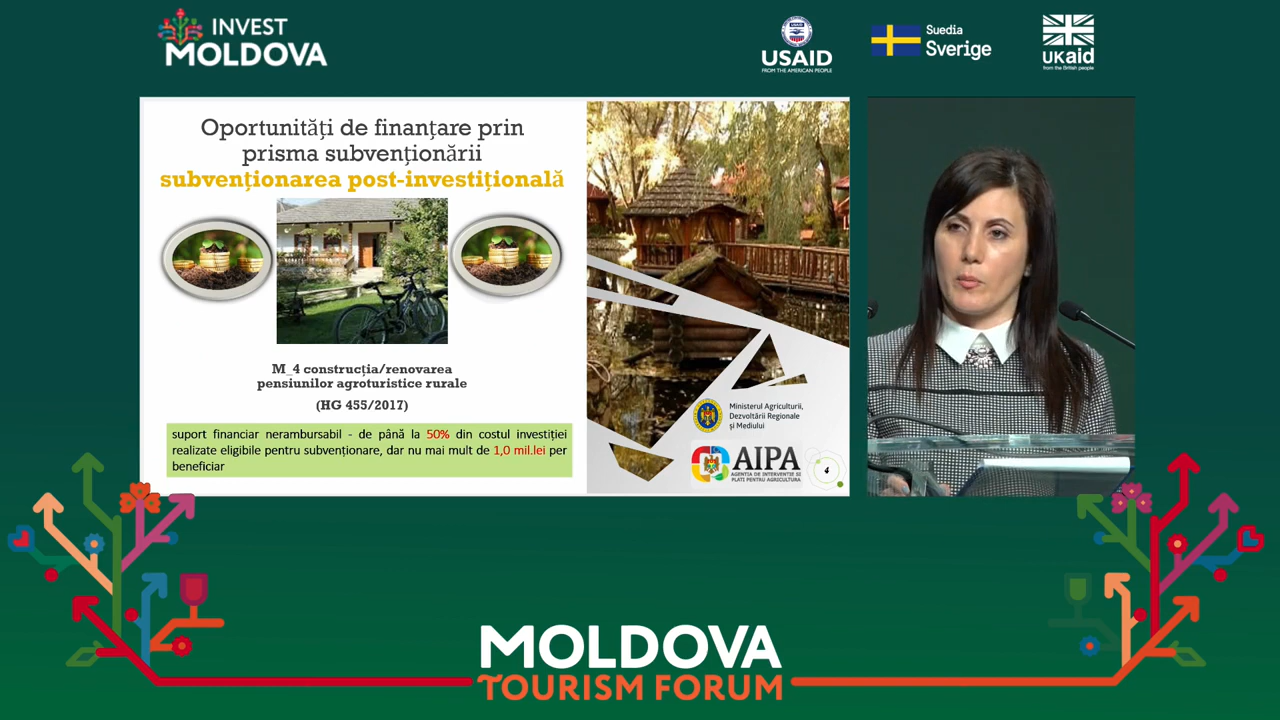 INVEST
MOLDOVA
USAID
FROM THE AMERICAN PEOPLE
Suedia
Sverige
UKaid
from the British people
Oportunități de finanțare prin
prisma subvenționării
subvenționarea post-investițională
M_4 construcția/renovarea
pensiunilor agroturistice rurale
(HG 455/2017)
suport financiar nerambursabil - de până la 50% din costul investiției
realizate eligibile pentru subvenționare, dar nu mai mult de 1,0 mil.lei per
beneficiar
Ministerul Agriculturii,
Dezvoltării Regionale
și Mediului
AIPA
AGENȚIA DE INTERVENȚIE ȘI
PLĂȚI PENTRU AGRICULTURĂ
4
MOLDOVA
TOURISM FORUM